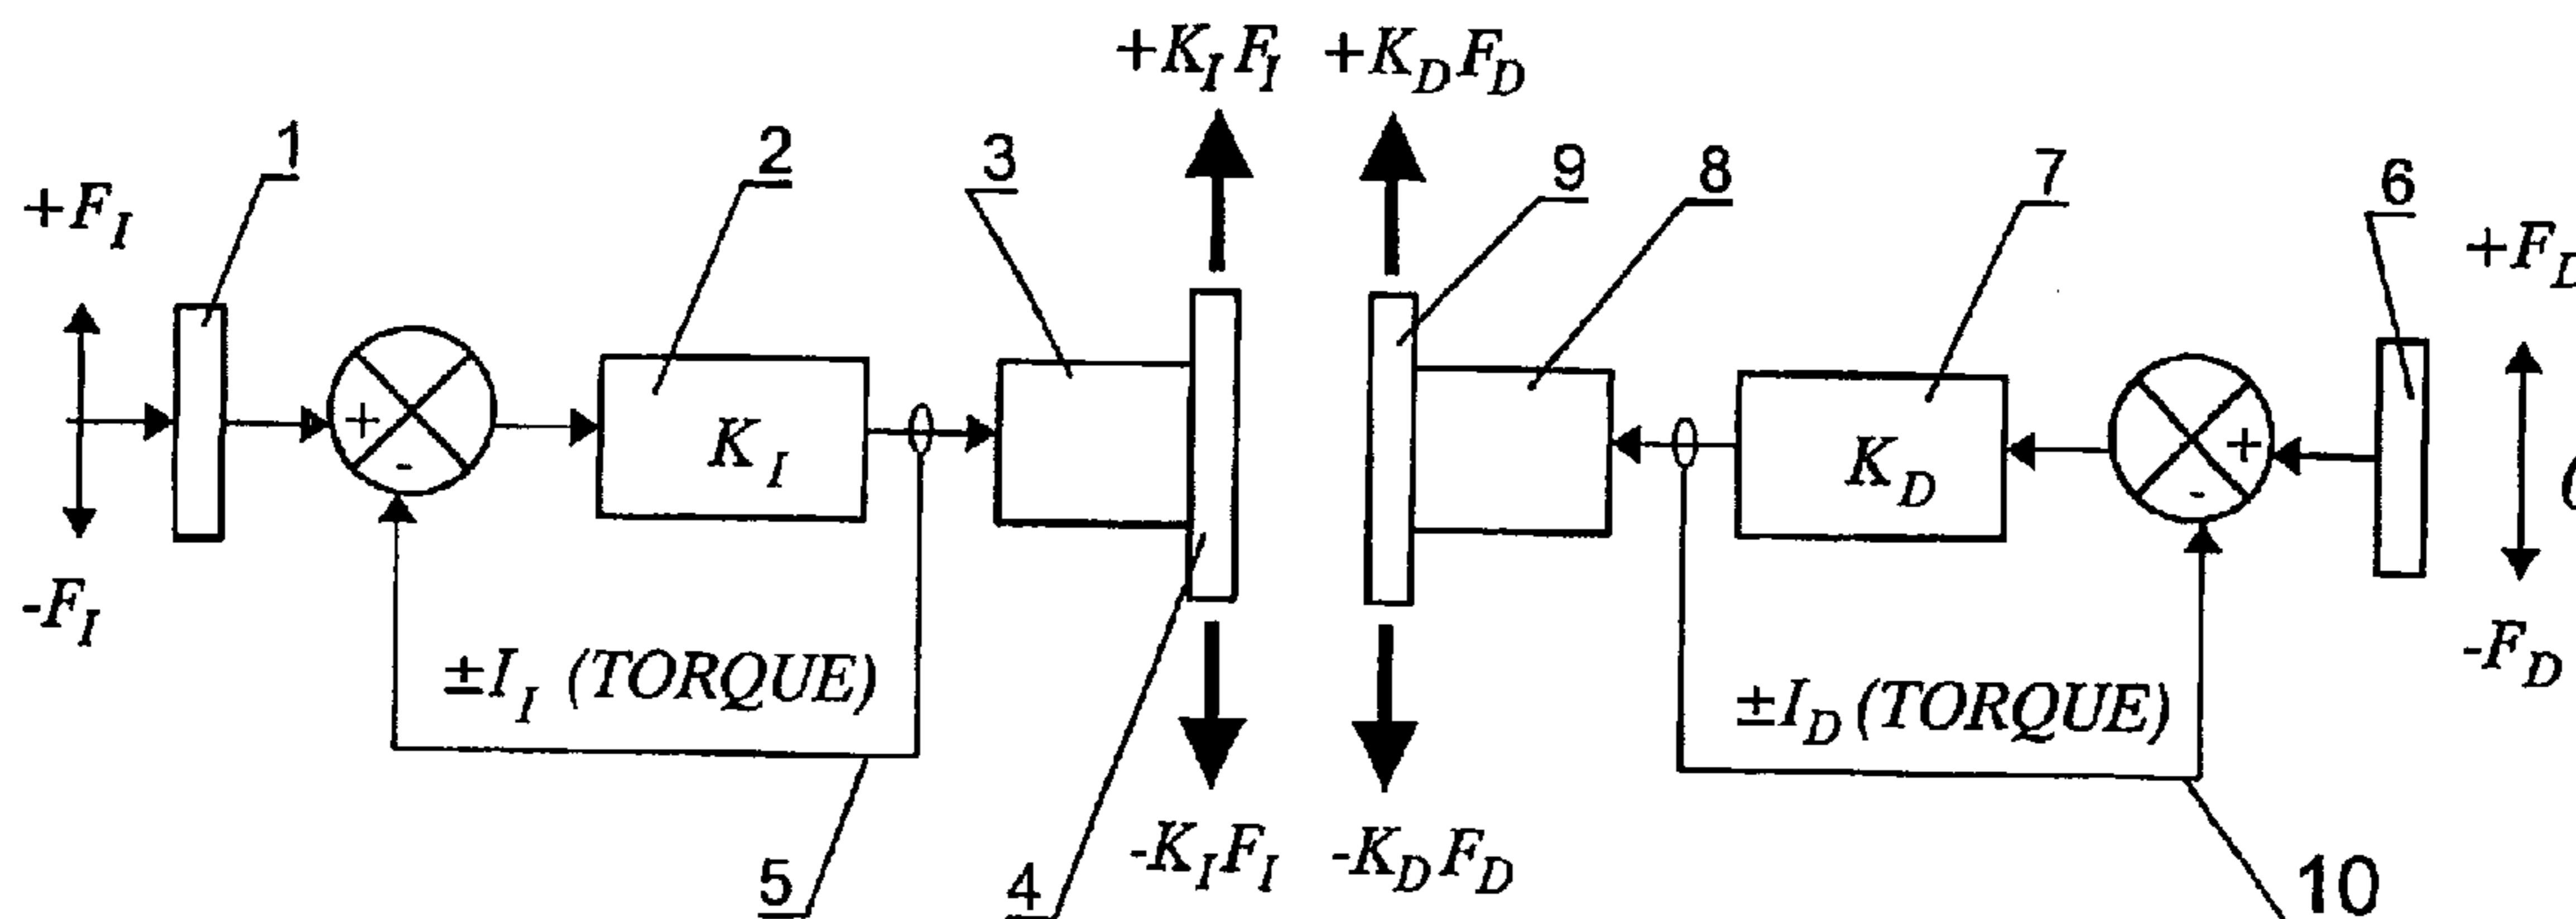 +K_I F_I +K_D F_D
1 2 3 9 8 7 6
+F_I +F_D
+ - K_I K_D + -
-F_I -F_D
±I_I (TORQUE) ±I_D (TORQUE)
-K_I F_I -K_D F_D
5 4 10